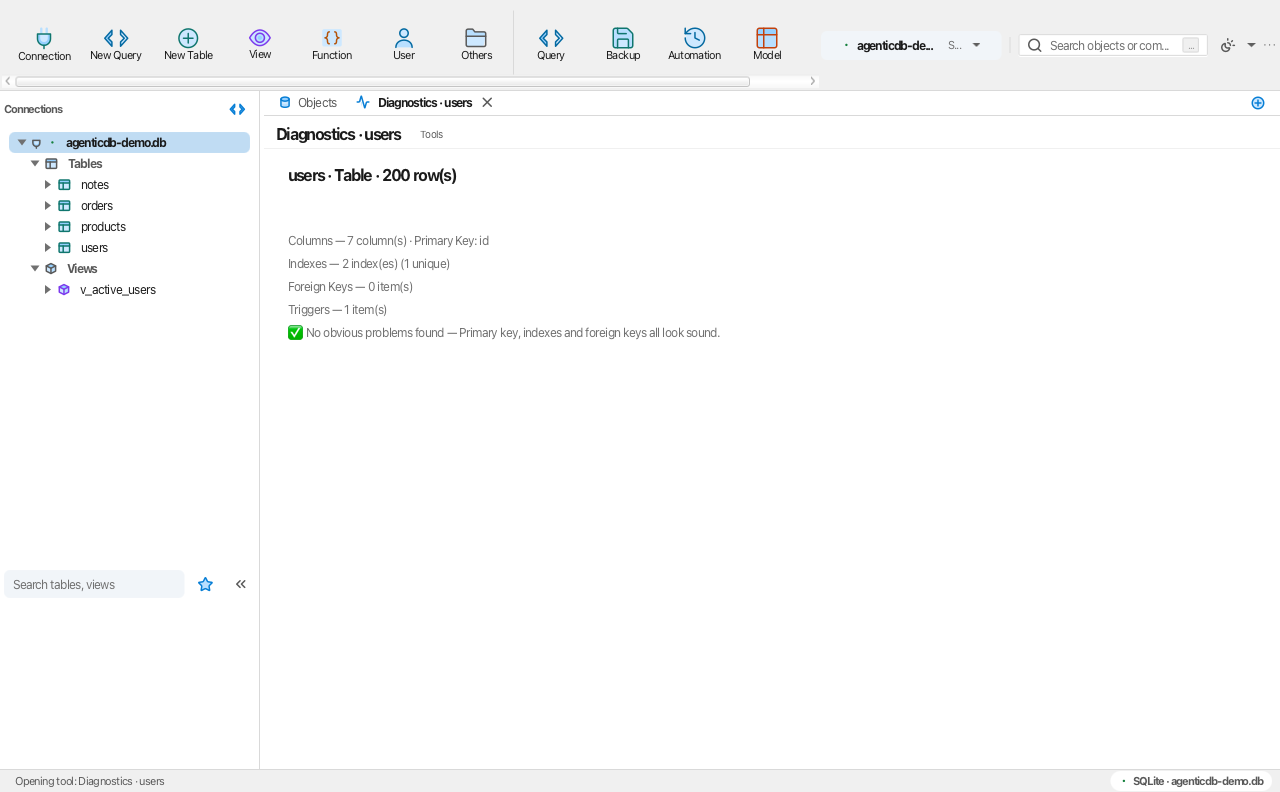 Connection
New Query
New Table
View
Function
User
Others
Query
Backup
Automation
Model
agenticdb-de...
S...
Search objects or com...
...
Connections
Objects
Diagnostics · users
agenticdb-demo.db
Tables
notes
orders
products
users
Views
v_active_users
Search tables, views
Diagnostics · users
Tools
users · Table · 200 row(s)
Columns — 7 column(s) · Primary Key: id
Indexes — 2 index(es) (1 unique)
Foreign Keys — 0 item(s)
Triggers — 1 item(s)
✅ No obvious problems found — Primary key, indexes and foreign keys all look sound.
Opening tool: Diagnostics · users
SQLite · agenticdb-demo.db